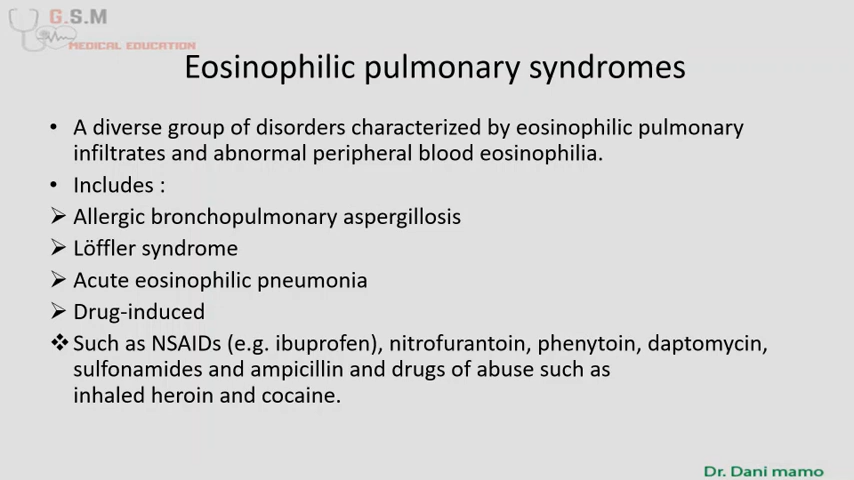 G.S.M
MEDICAL EDUCATION
Eosinophilic pulmonary syndromes
• A diverse group of disorders characterized by eosinophilic pulmonary
infiltrates and abnormal peripheral blood eosinophilia.
• Includes :
➢ Allergic bronchopulmonary aspergillosis
➢ Löffler syndrome
➢ Acute eosinophilic pneumonia
➢ Drug-induced
❖ Such as NSAIDs (e.g. ibuprofen), nitrofurantoin, phenytoin, daptomycin,
sulfonamides and ampicillin and drugs of abuse such as
inhaled heroin and cocaine.
Dr. Dani mamo